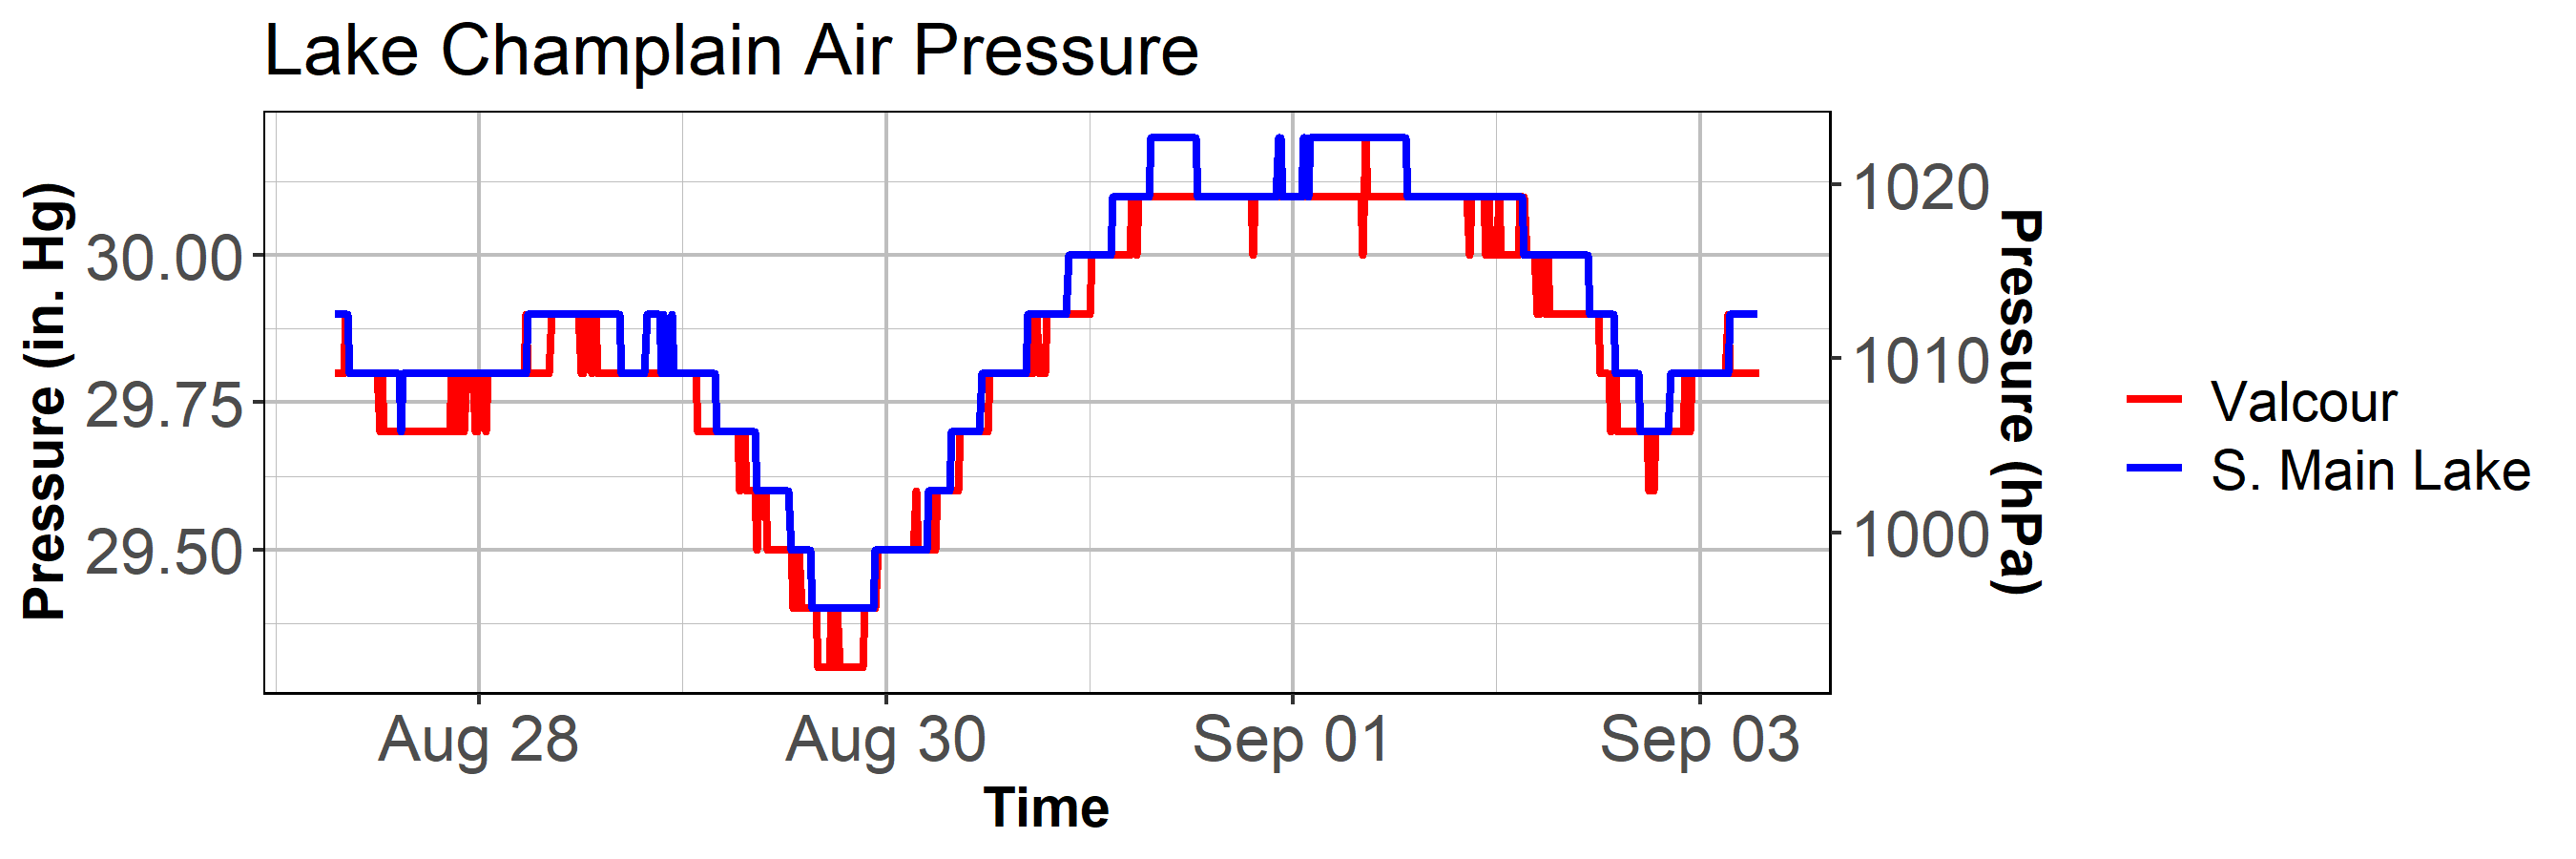 Lake Champlain Air Pressure
Pressure (in. Hg)
30.00
29.75
29.50
1020
1010
1000
Pressure (hPa)
Aug 28
Aug 30
Sep 01
Sep 03
Time
Valcour
S. Main Lake